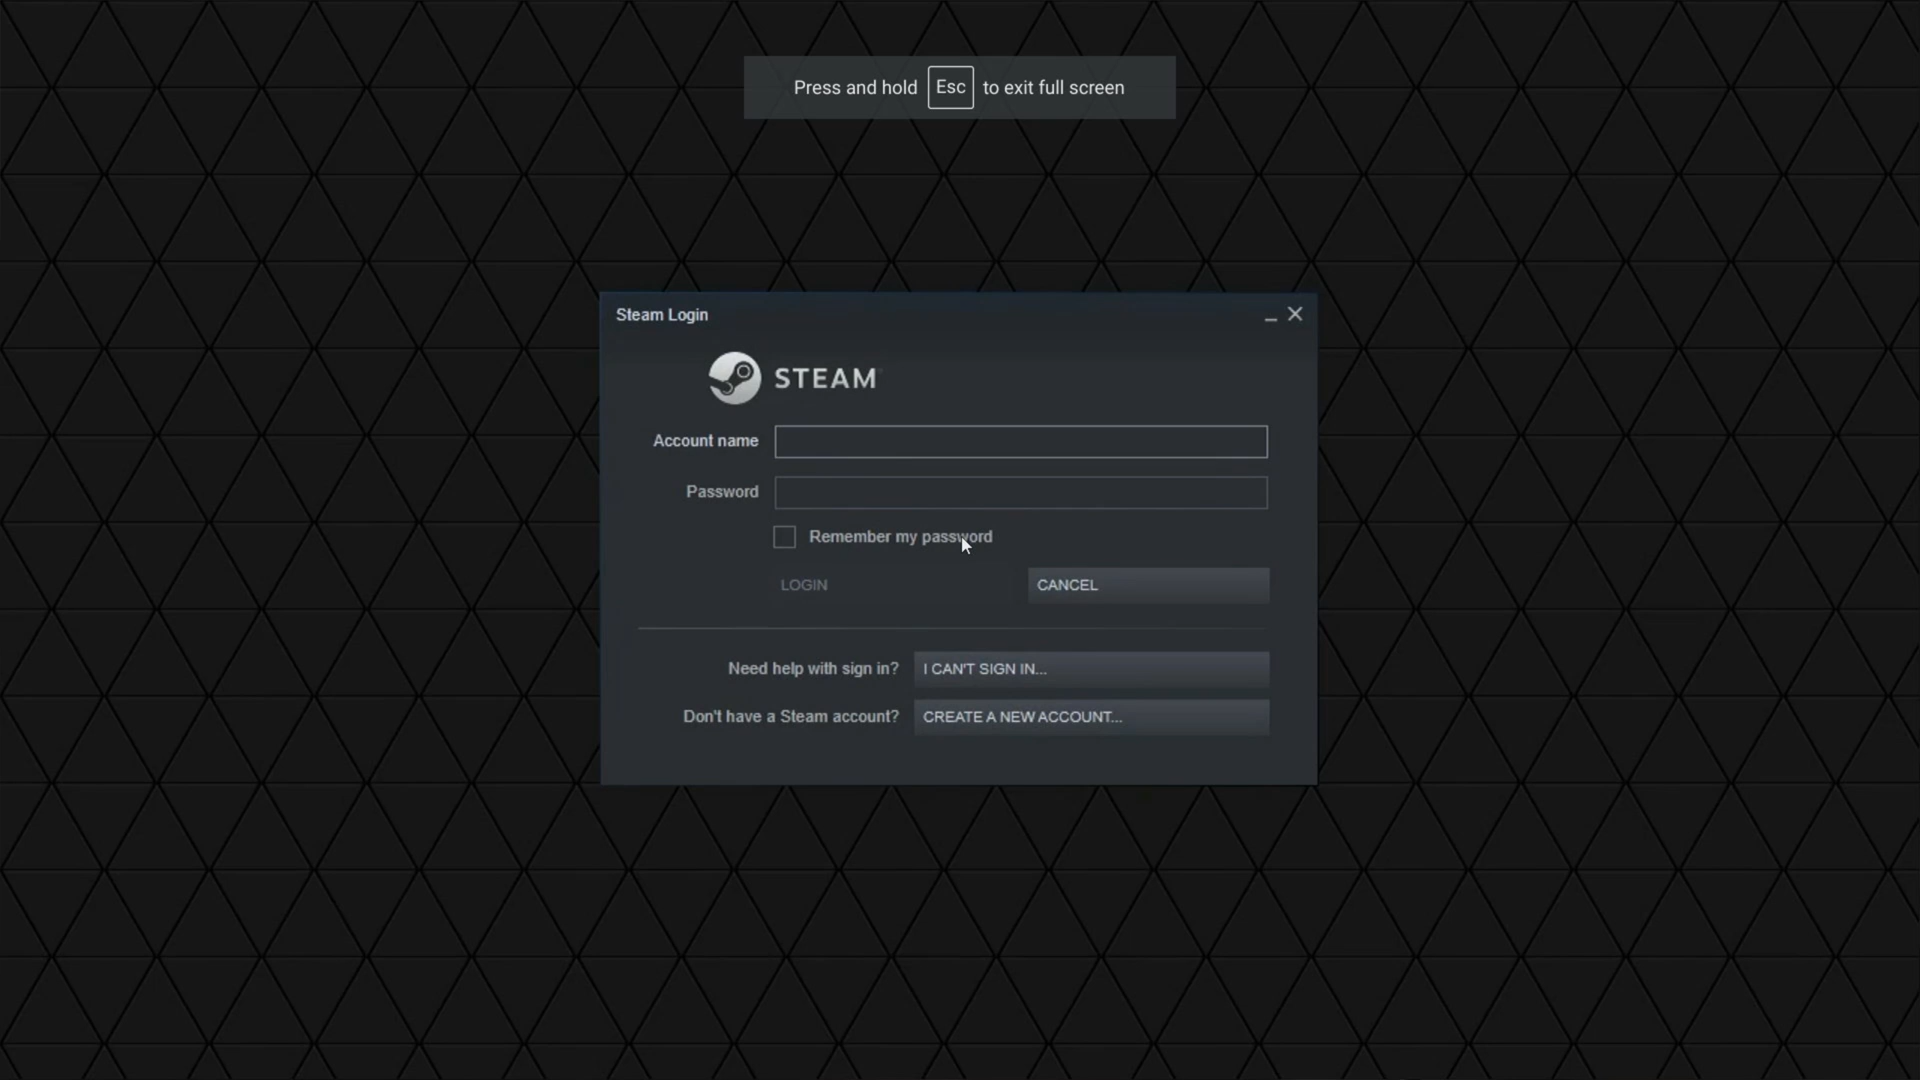 Press and hold Esc to exit full screen
Steam Login
STEAM
Account name
Password
Remember my password
LOGIN CANCEL
Need help with sign in? I CAN'T SIGN IN...
Don't have a Steam account? CREATE A NEW ACCOUNT...